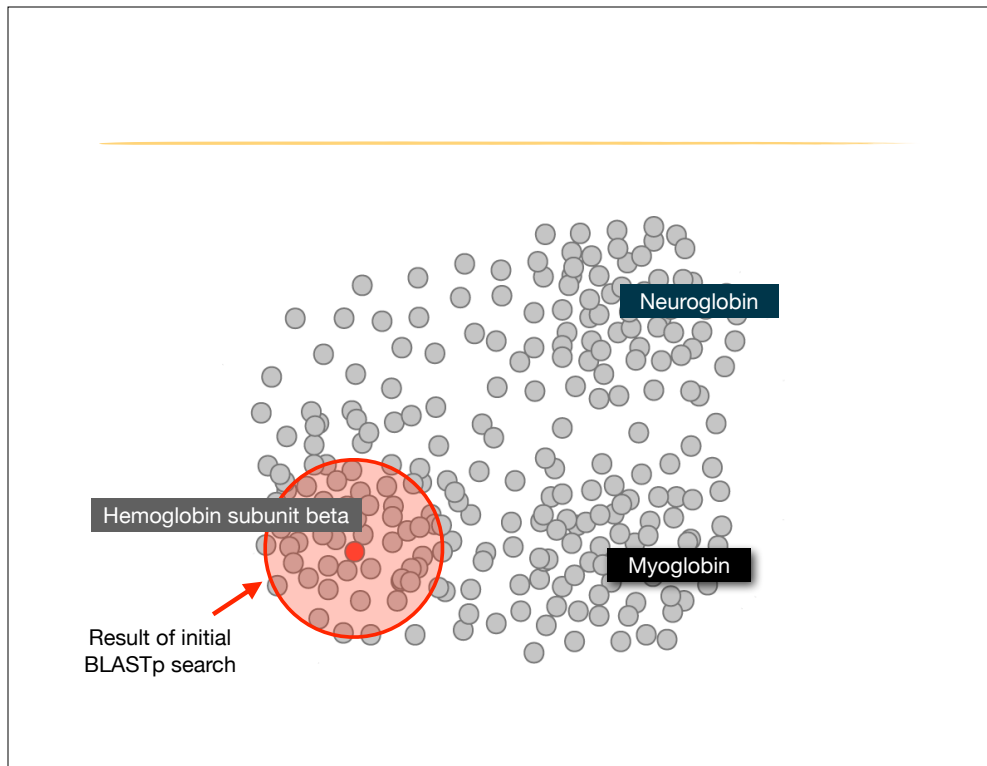 Neuroglobin
Hemoglobin subunit beta
Myoglobin
Result of initial
BLASTp search